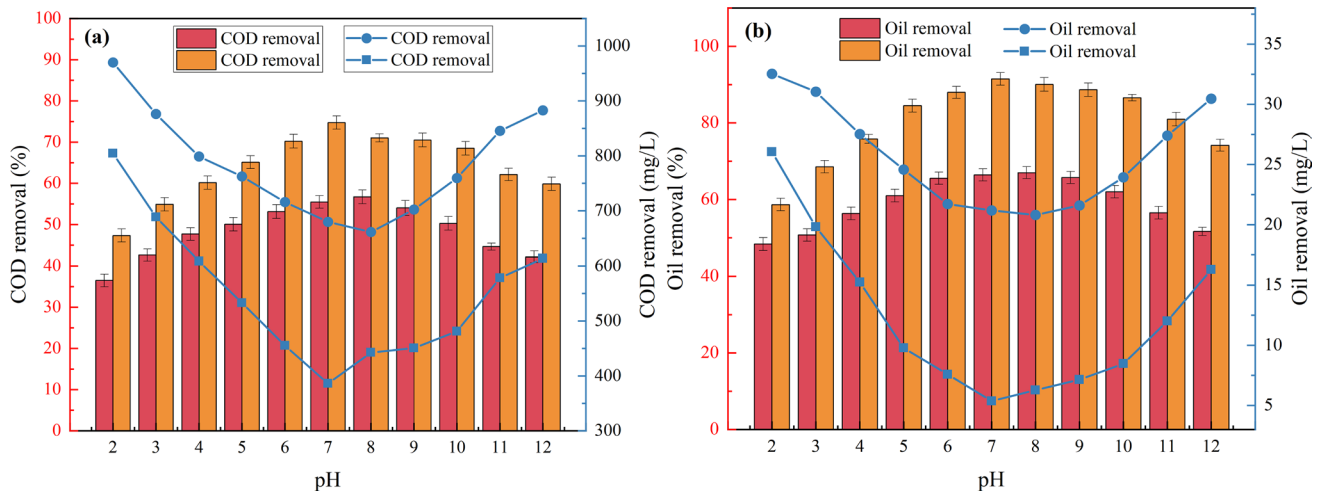 (a)
COD removal
COD removal
COD removal
COD removal
COD removal (%)
100
90
80
70
60
50
40
30
20
10
0
1000
900
800
700
600
500
400
300
COD removal (mg/L)
2 3 4 5 6 7 8 9 10 11 12
pH
(b)
Oil removal
Oil removal
Oil removal
Oil removal
Oil removal (%)
100
80
60
40
20
0
35
30
25
20
15
10
5
Oil removal (mg/L)
2 3 4 5 6 7 8 9 10 11 12
pH